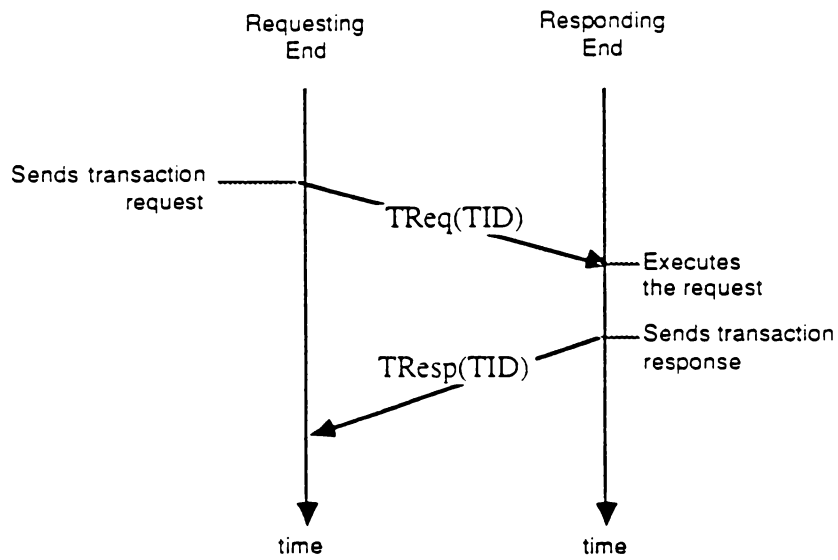 Requesting
End
Responding
End
Sends transaction
request
TReq(TID)
Executes
the request
Sends transaction
response
TResp(TID)
time
time